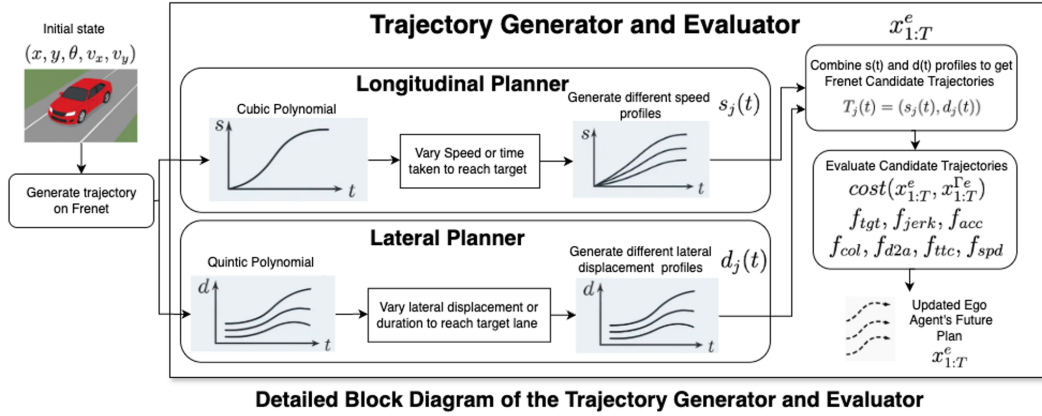 Initial state
(x, y, θ, v_x, v_y)
Generate trajectory
on Frenet
Trajectory Generator and Evaluator
Longitudinal Planner
Cubic Polynomial
s
t
Vary Speed or time
taken to reach target
Generate different speed
profiles
s
t
s_j(t)
Lateral Planner
Quintic Polynomial
d
t
Vary lateral displacement or
duration to reach target lane
Generate different lateral
displacement profiles
d
t
d_j(t)
x^e_{1:T}
Combine s(t) and d(t) profiles to get
Frenet Candidate Trajectories
T_j(t) = (s_j(t), d_j(t))
Evaluate Candidate Trajectories
cost(x^e_{1:T}, x^{Γe}_{1:T})
f_{tgt}, f_{jerk}, f_{acc}
f_{col}, f_{d2a}, f_{ttc}, f_{spd}
Updated Ego
Agent's Future
Plan
x^e_{1:T}
Detailed Block Diagram of the Trajectory Generator and Evaluator